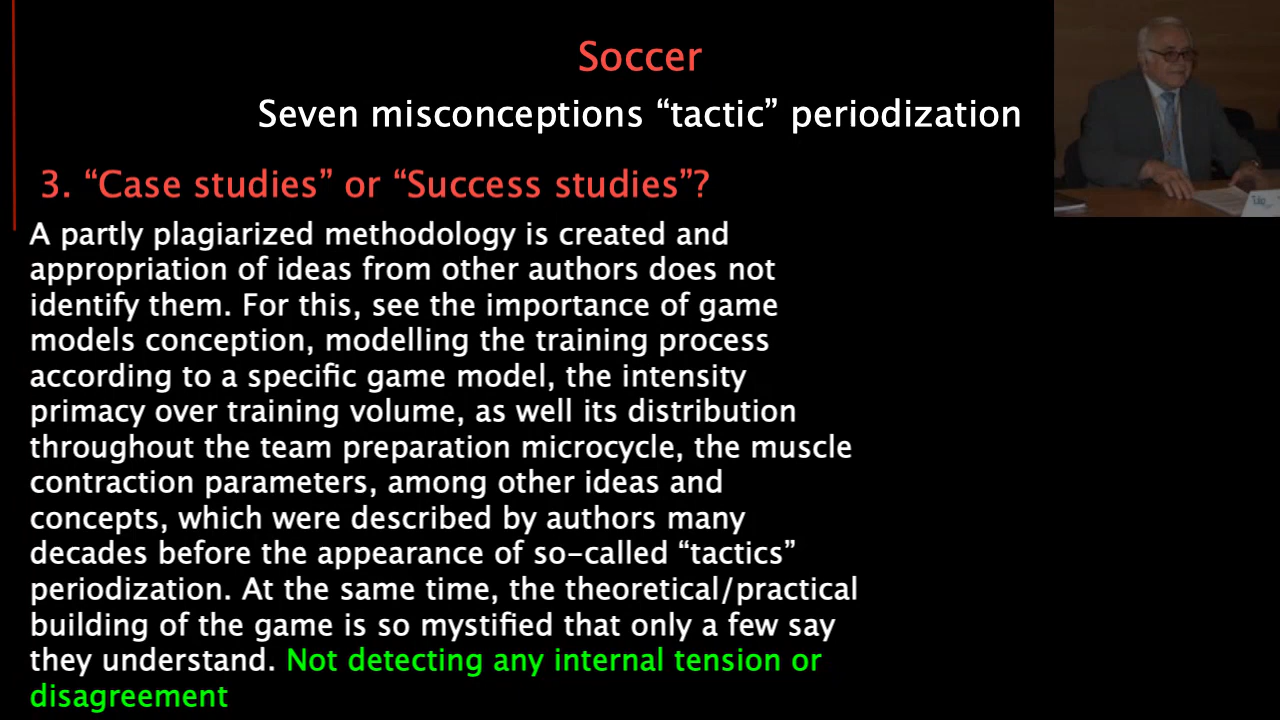 Soccer
Seven misconceptions “tactic” periodization
3. “Case studies” or “Success studies”?
A partly plagiarized methodology is created and
appropriation of ideas from other authors does not
identify them. For this, see the importance of game
models conception, modelling the training process
according to a specific game model, the intensity
primacy over training volume, as well its distribution
throughout the team preparation microcycle, the muscle
contraction parameters, among other ideas and
concepts, which were described by authors many
decades before the appearance of so-called “tactics”
periodization. At the same time, the theoretical/practical
building of the game is so mystified that only a few say
they understand. Not detecting any internal tension or
disagreement